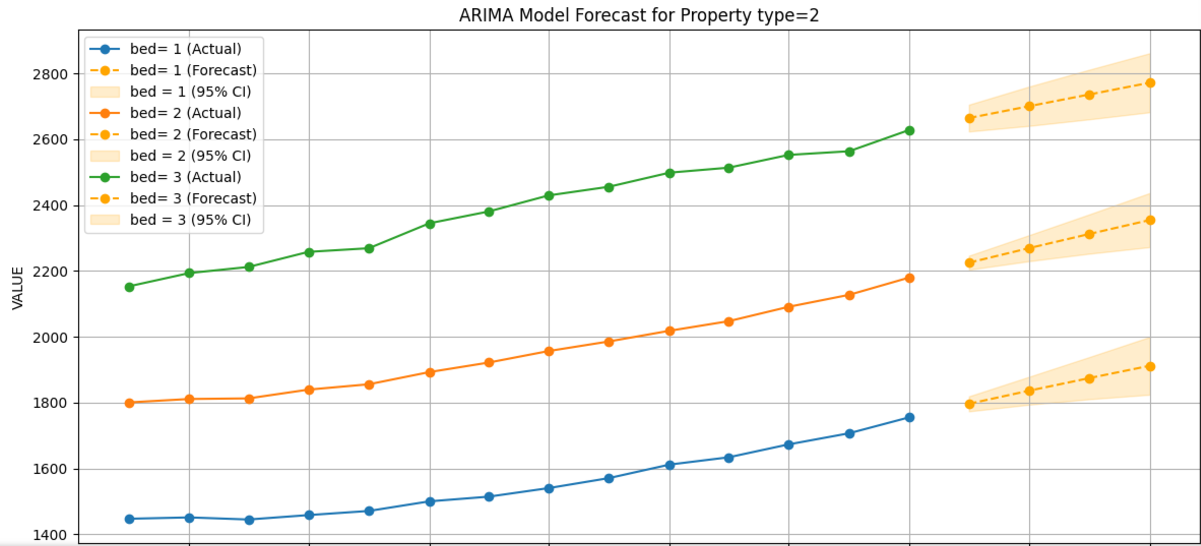 ARIMA Model Forecast for Property type=2
bed= 1 (Actual)
bed= 1 (Forecast)
bed = 1 (95% CI)
bed= 2 (Actual)
bed= 2 (Forecast)
bed = 2 (95% CI)
bed= 3 (Actual)
bed= 3 (Forecast)
bed = 3 (95% CI)
VALUE
2800
2600
2400
2200
2000
1800
1600
1400